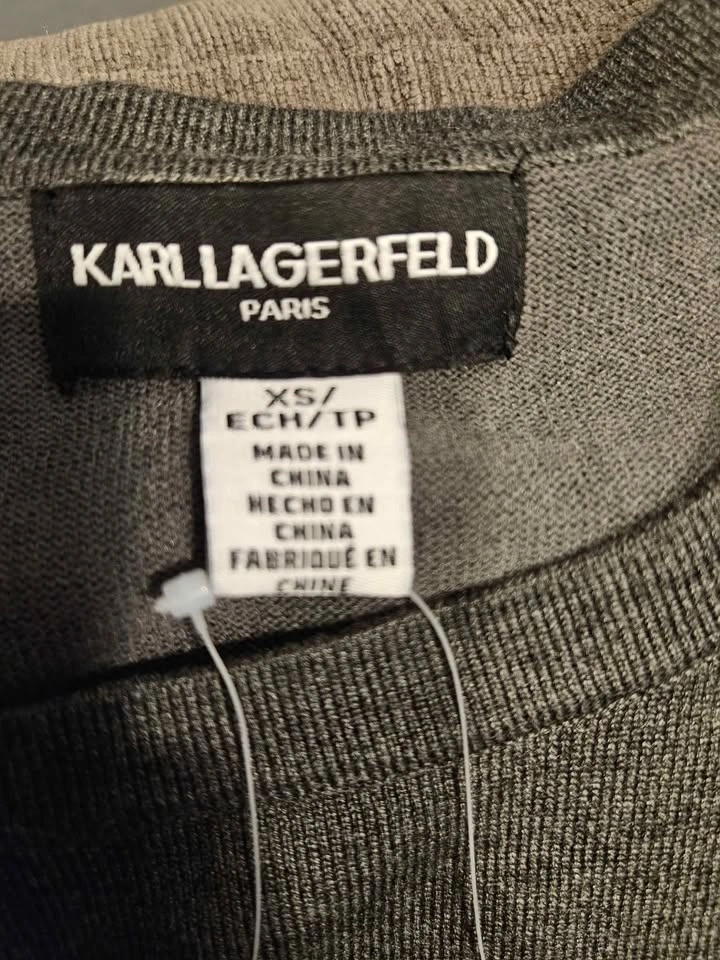 KARL LAGERFELD
PARIS
XS/
ECH/TP
MADE IN
CHINA
HECHO EN
CHINA
FABRIQUÉ EN
CHINE